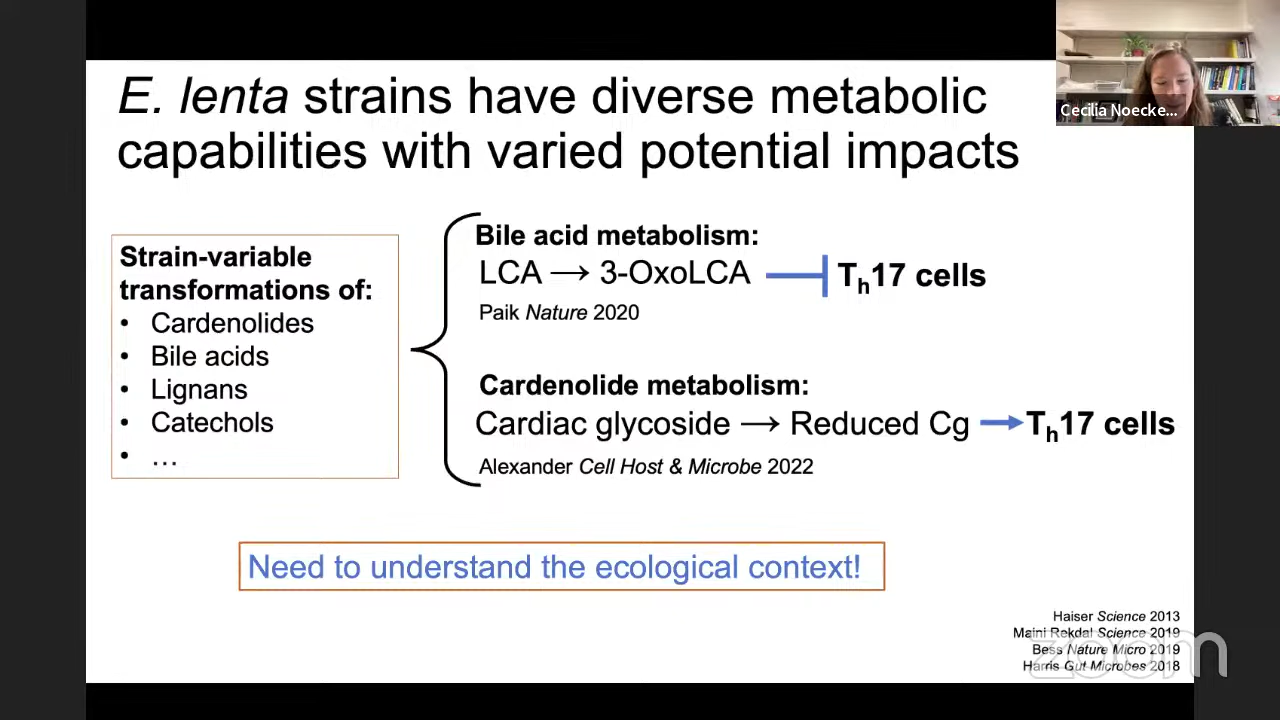 E. lenta strains have diverse metabolic
capabilities with varied potential impacts
Cecilia Noecke...
Strain-variable
transformations of:
• Cardenolides
• Bile acids
• Lignans
• Catechols
• …
Bile acid metabolism:
LCA → 3-OxoLCA
Th17 cells
Paik Nature 2020
Cardenolide metabolism:
Cardiac glycoside → Reduced Cg → Th17 cells
Alexander Cell Host & Microbe 2022
Need to understand the ecological context!
Haiser Science 2013
Maini Rekdal Science 2019
Bess Nature Micro 2019
Harris Gut Microbes 2018
zoom